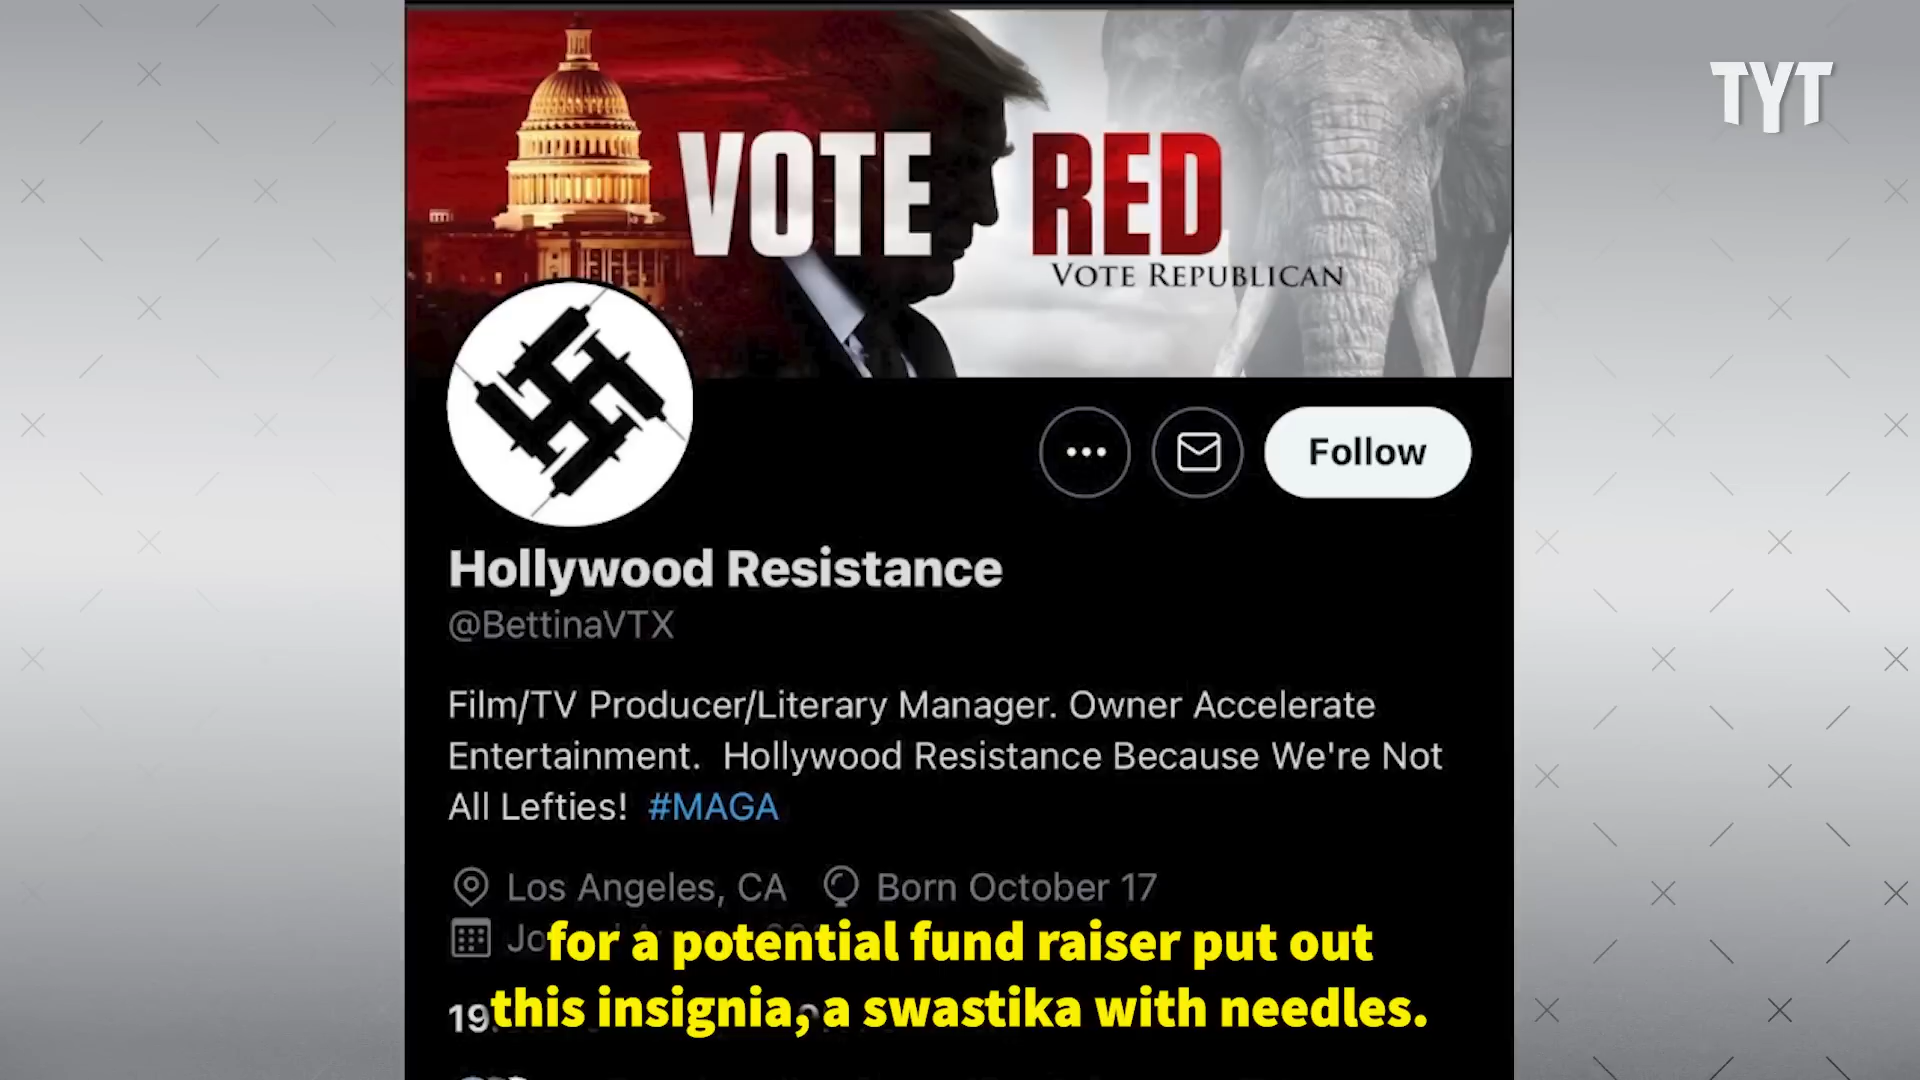 TYT
VOTE RED
VOTE REPUBLICAN
Follow
Hollywood Resistance
@BettinaVTX
Film/TV Producer/Literary Manager. Owner Accelerate
Entertainment. Hollywood Resistance Because We're Not
All Lefties! #MAGA
Los Angeles, CA Born October 17
for a potential fund raiser put out
this insignia, a swastika with needles.